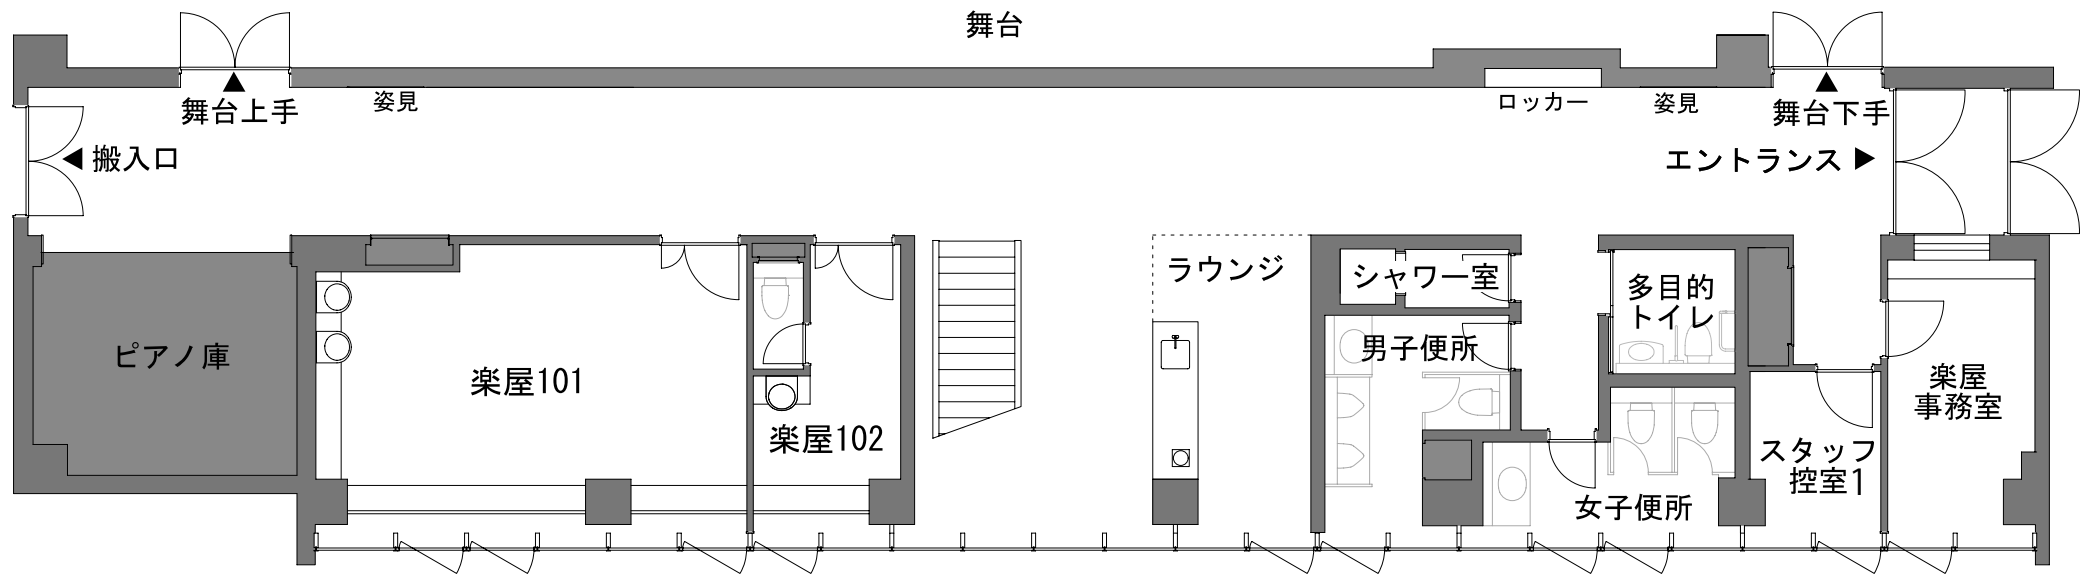 舞台
姿見
ロッカー
姿見
舞台上手
舞台下手
◀ 搬入口
エントランス ▶
ラウンジ
シャワー室
多目的
トイレ
ピアノ庫
男子便所
楽屋101
楽屋
事務室
楽屋102
スタッフ
控室1
女子便所